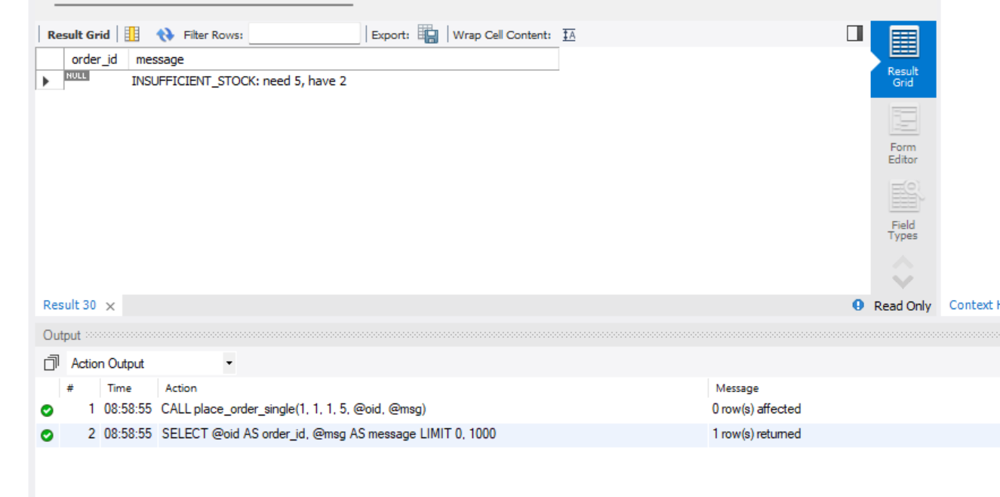 Result Grid Filter Rows: Export: Wrap Cell Content: IA
order_id message
NULL INSUFFICIENT_STOCK: need 5, have 2
Result
Grid
Form
Editor
Field
Types
Result 30 Read Only Context
Output
Action Output
# Time Action Message
1 08:58:55 CALL place_order_single(1, 1, 1, 5, @oid, @msg) 0 row(s) affected
2 08:58:55 SELECT @oid AS order_id, @msg AS message LIMIT 0, 1000 1 row(s) returned